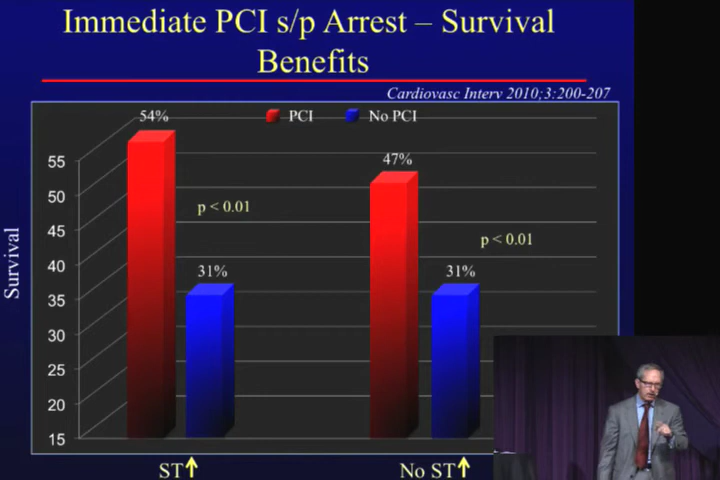 Immediate PCI s/p Arrest – Survival
Benefits
Cardiovasc Interv 2010;3:200-207
PCI
No PCI
54%
47%
p < 0.01
p < 0.01
31%
31%
Survival
55
50
45
40
35
30
25
20
15
ST↑
No ST↑